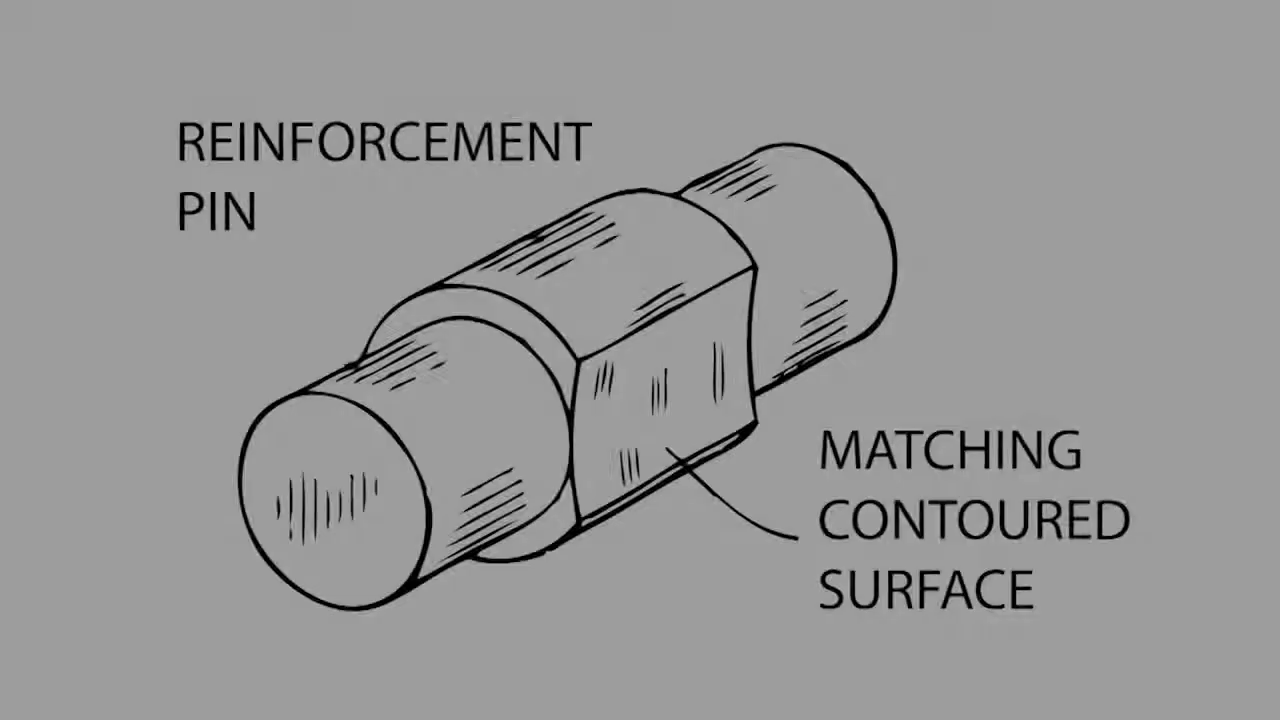 REINFORCEMENT
PIN
MATCHING
CONTOURED
SURFACE